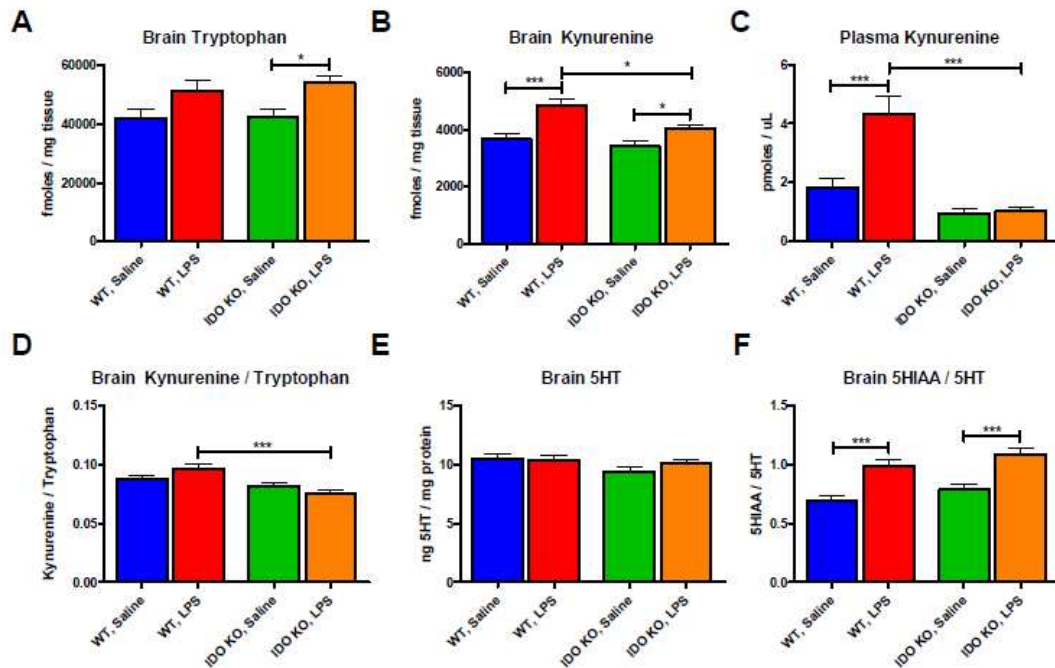 A
Brain Tryptophan
fmoles / mg tissue
60000
40000
20000
0
*
WT, Saline
WT, LPS
IDO KO, Saline
IDO KO, LPS
B
Brain Kynurenine
fmoles / mg tissue
6000
4000
2000
0
***
*
*
WT, Saline
WT, LPS
IDO KO, Saline
IDO KO, LPS
C
Plasma Kynurenine
pmoles / uL
6
4
2
0
***
***
WT, Saline
WT, LPS
IDO KO, Saline
IDO KO, LPS
D
Brain Kynurenine / Tryptophan
Kynurenine / Tryptophan
0.15
0.10
0.05
0.00
***
WT, Saline
WT, LPS
IDO KO, Saline
IDO KO, LPS
E
Brain 5HT
ng 5HT / mg protein
15
10
5
0
WT, Saline
WT, LPS
IDO KO, Saline
IDO KO, LPS
F
Brain 5HIAA / 5HT
5HIAA / 5HT
1.5
1.0
0.5
0.0
***
***
WT, Saline
WT, LPS
IDO KO, Saline
IDO KO, LPS